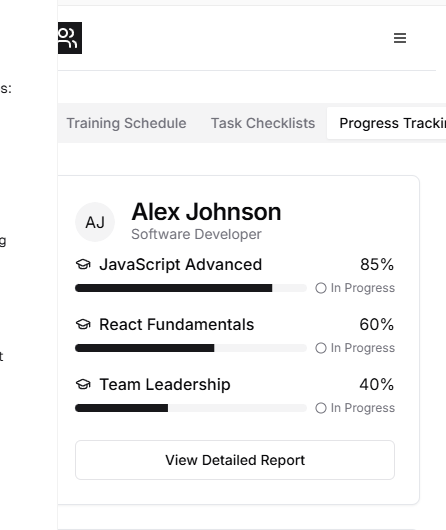 s:
g
t
Training Schedule Task Checklists Progress
AJ
Alex Johnson
Software Developer
JavaScript Advanced 85%
In Progress
React Fundamentals 60%
In Progress
Team Leadership 40%
In Progress
View Detailed Report